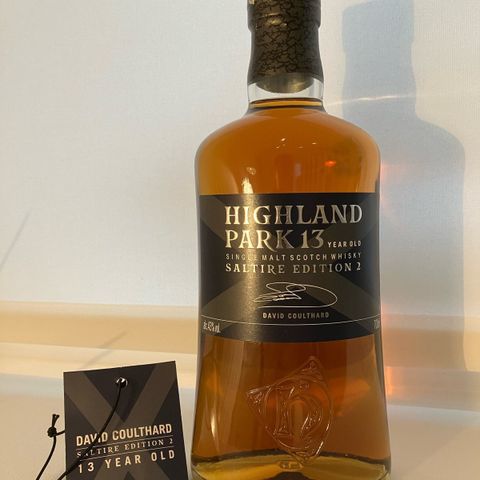 HIGHLAND
PARK 13 YEAR OLD
SINGLE MALT SCOTCH WHISKY
SALTIRE EDITION 2
DAVID COULTHARD
DAVID COULTHARD
SALTIRE EDITION 2
13 YEAR OLD